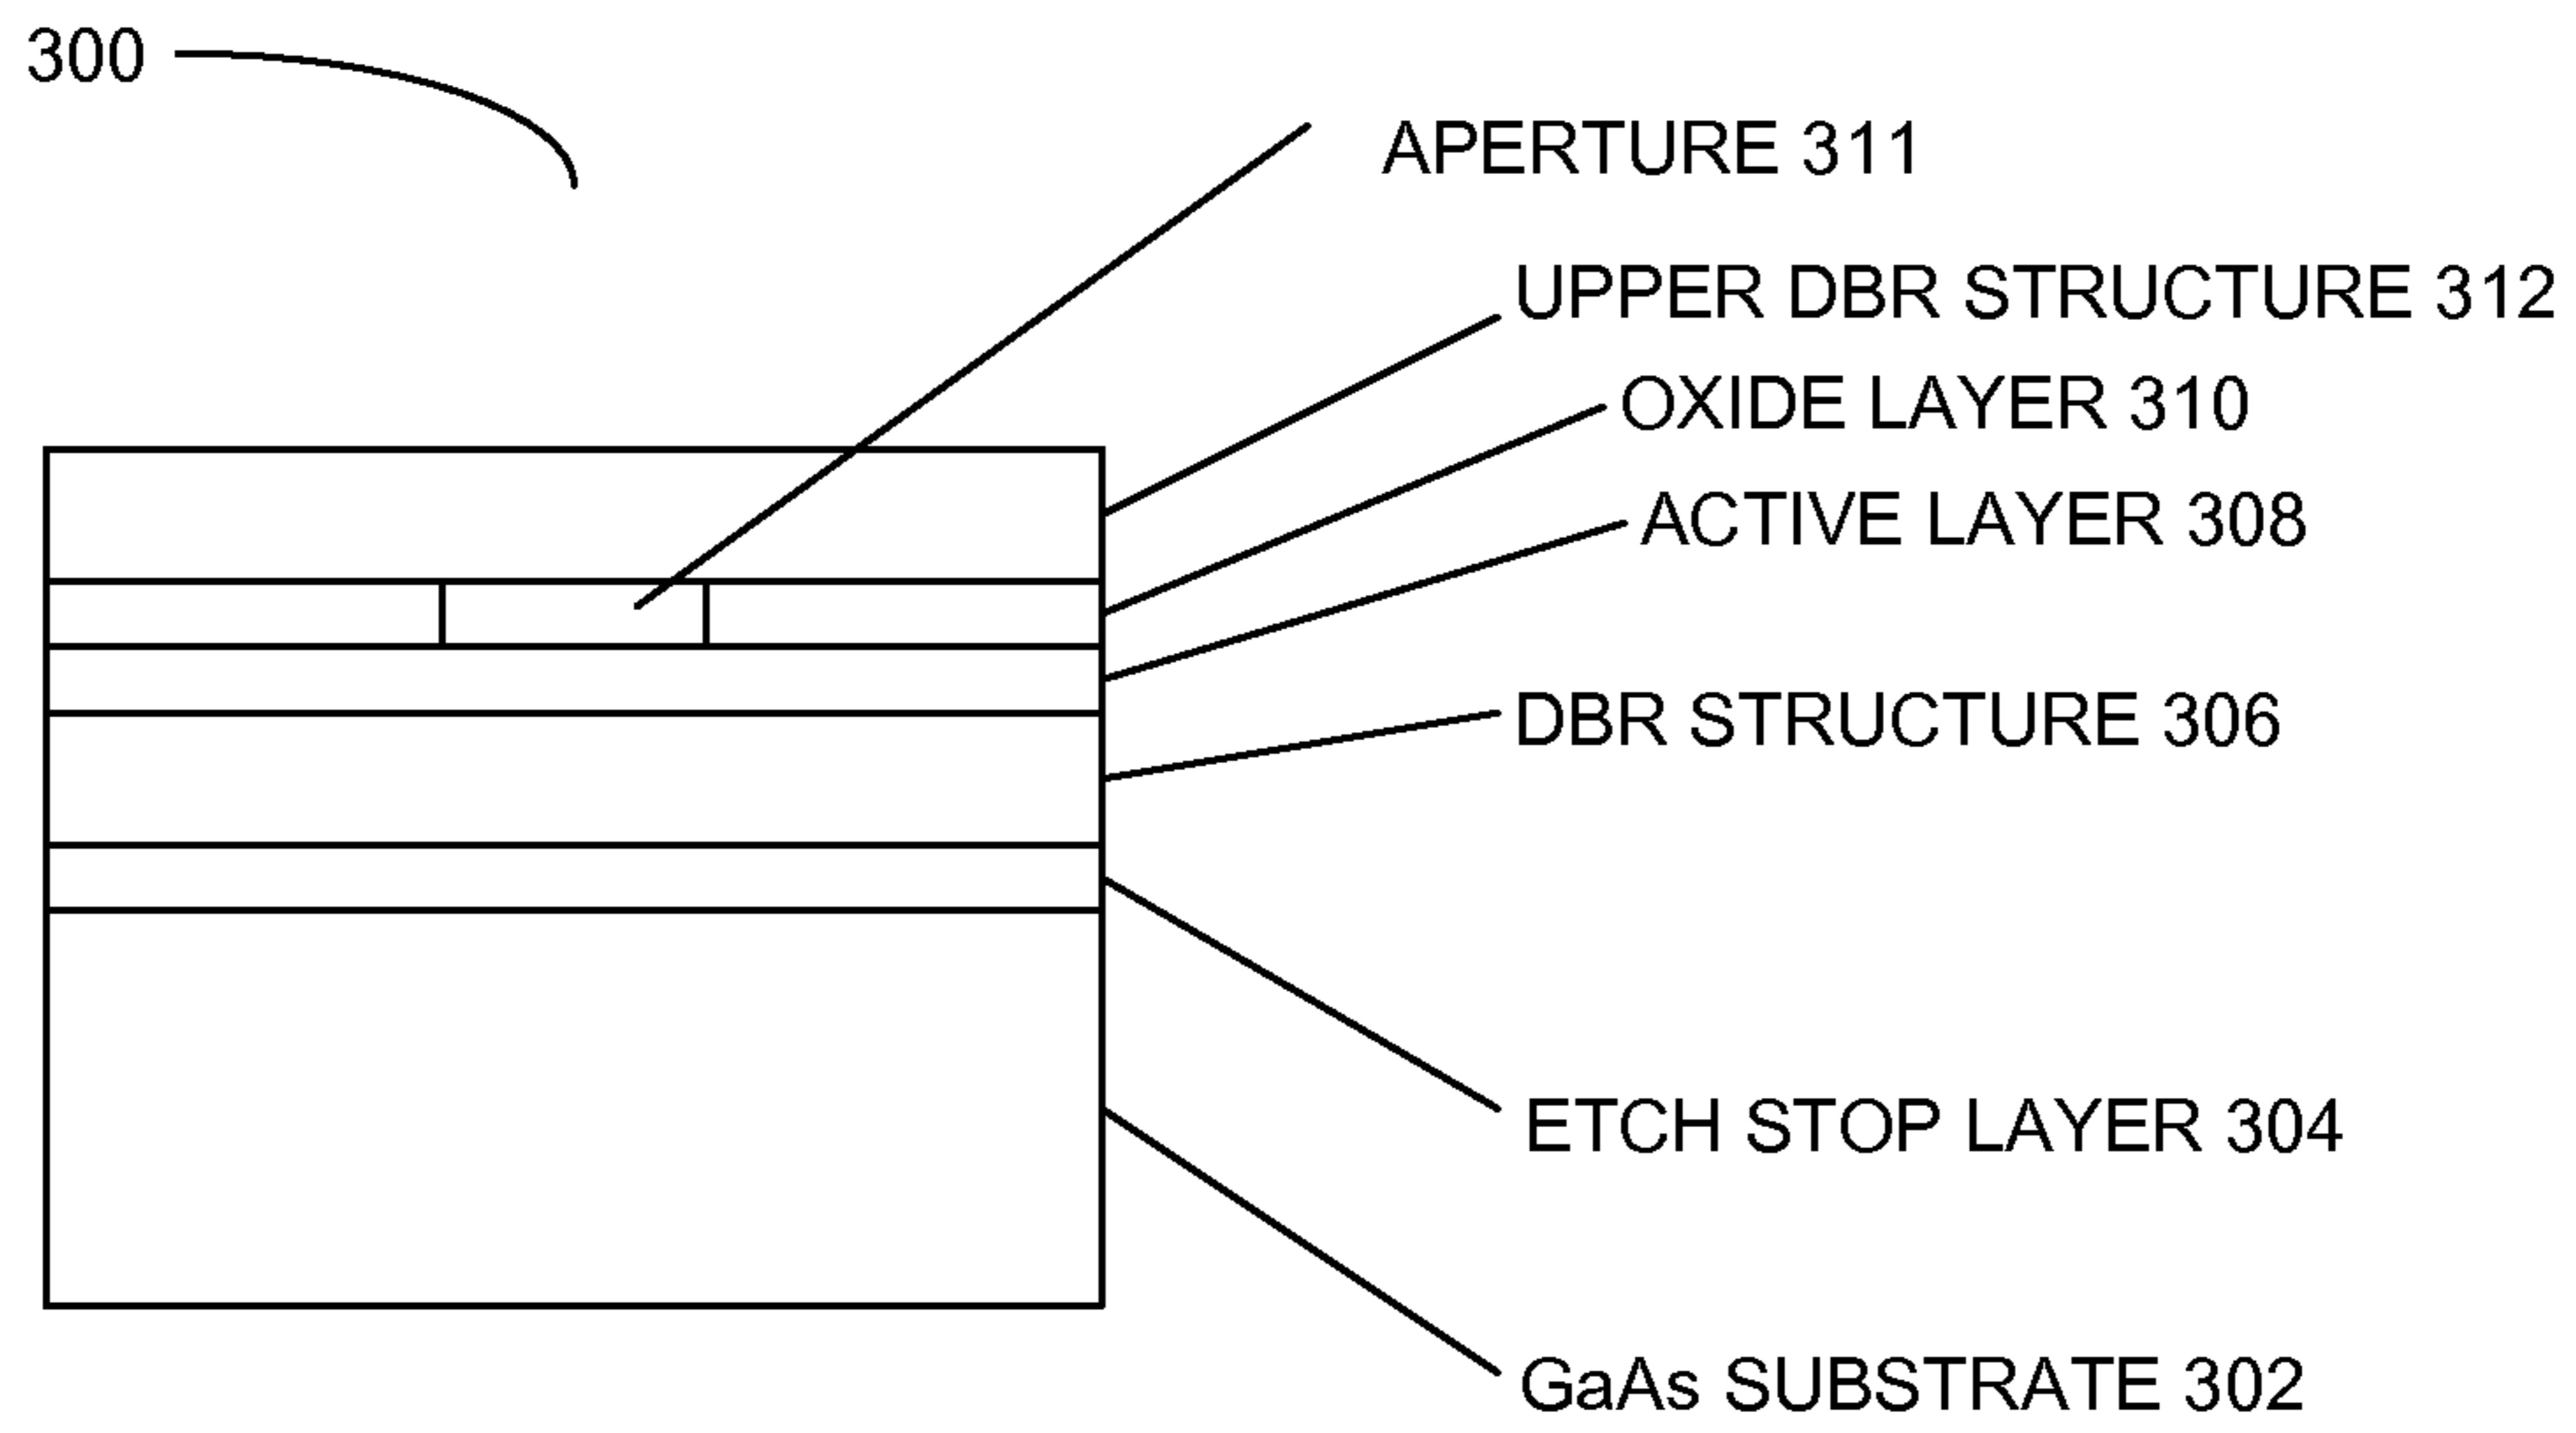 300
APERTURE 311
UPPER DBR STRUCTURE 312
OXIDE LAYER 310
ACTIVE LAYER 308
DBR STRUCTURE 306
ETCH STOP LAYER 304
GaAs SUBSTRATE 302